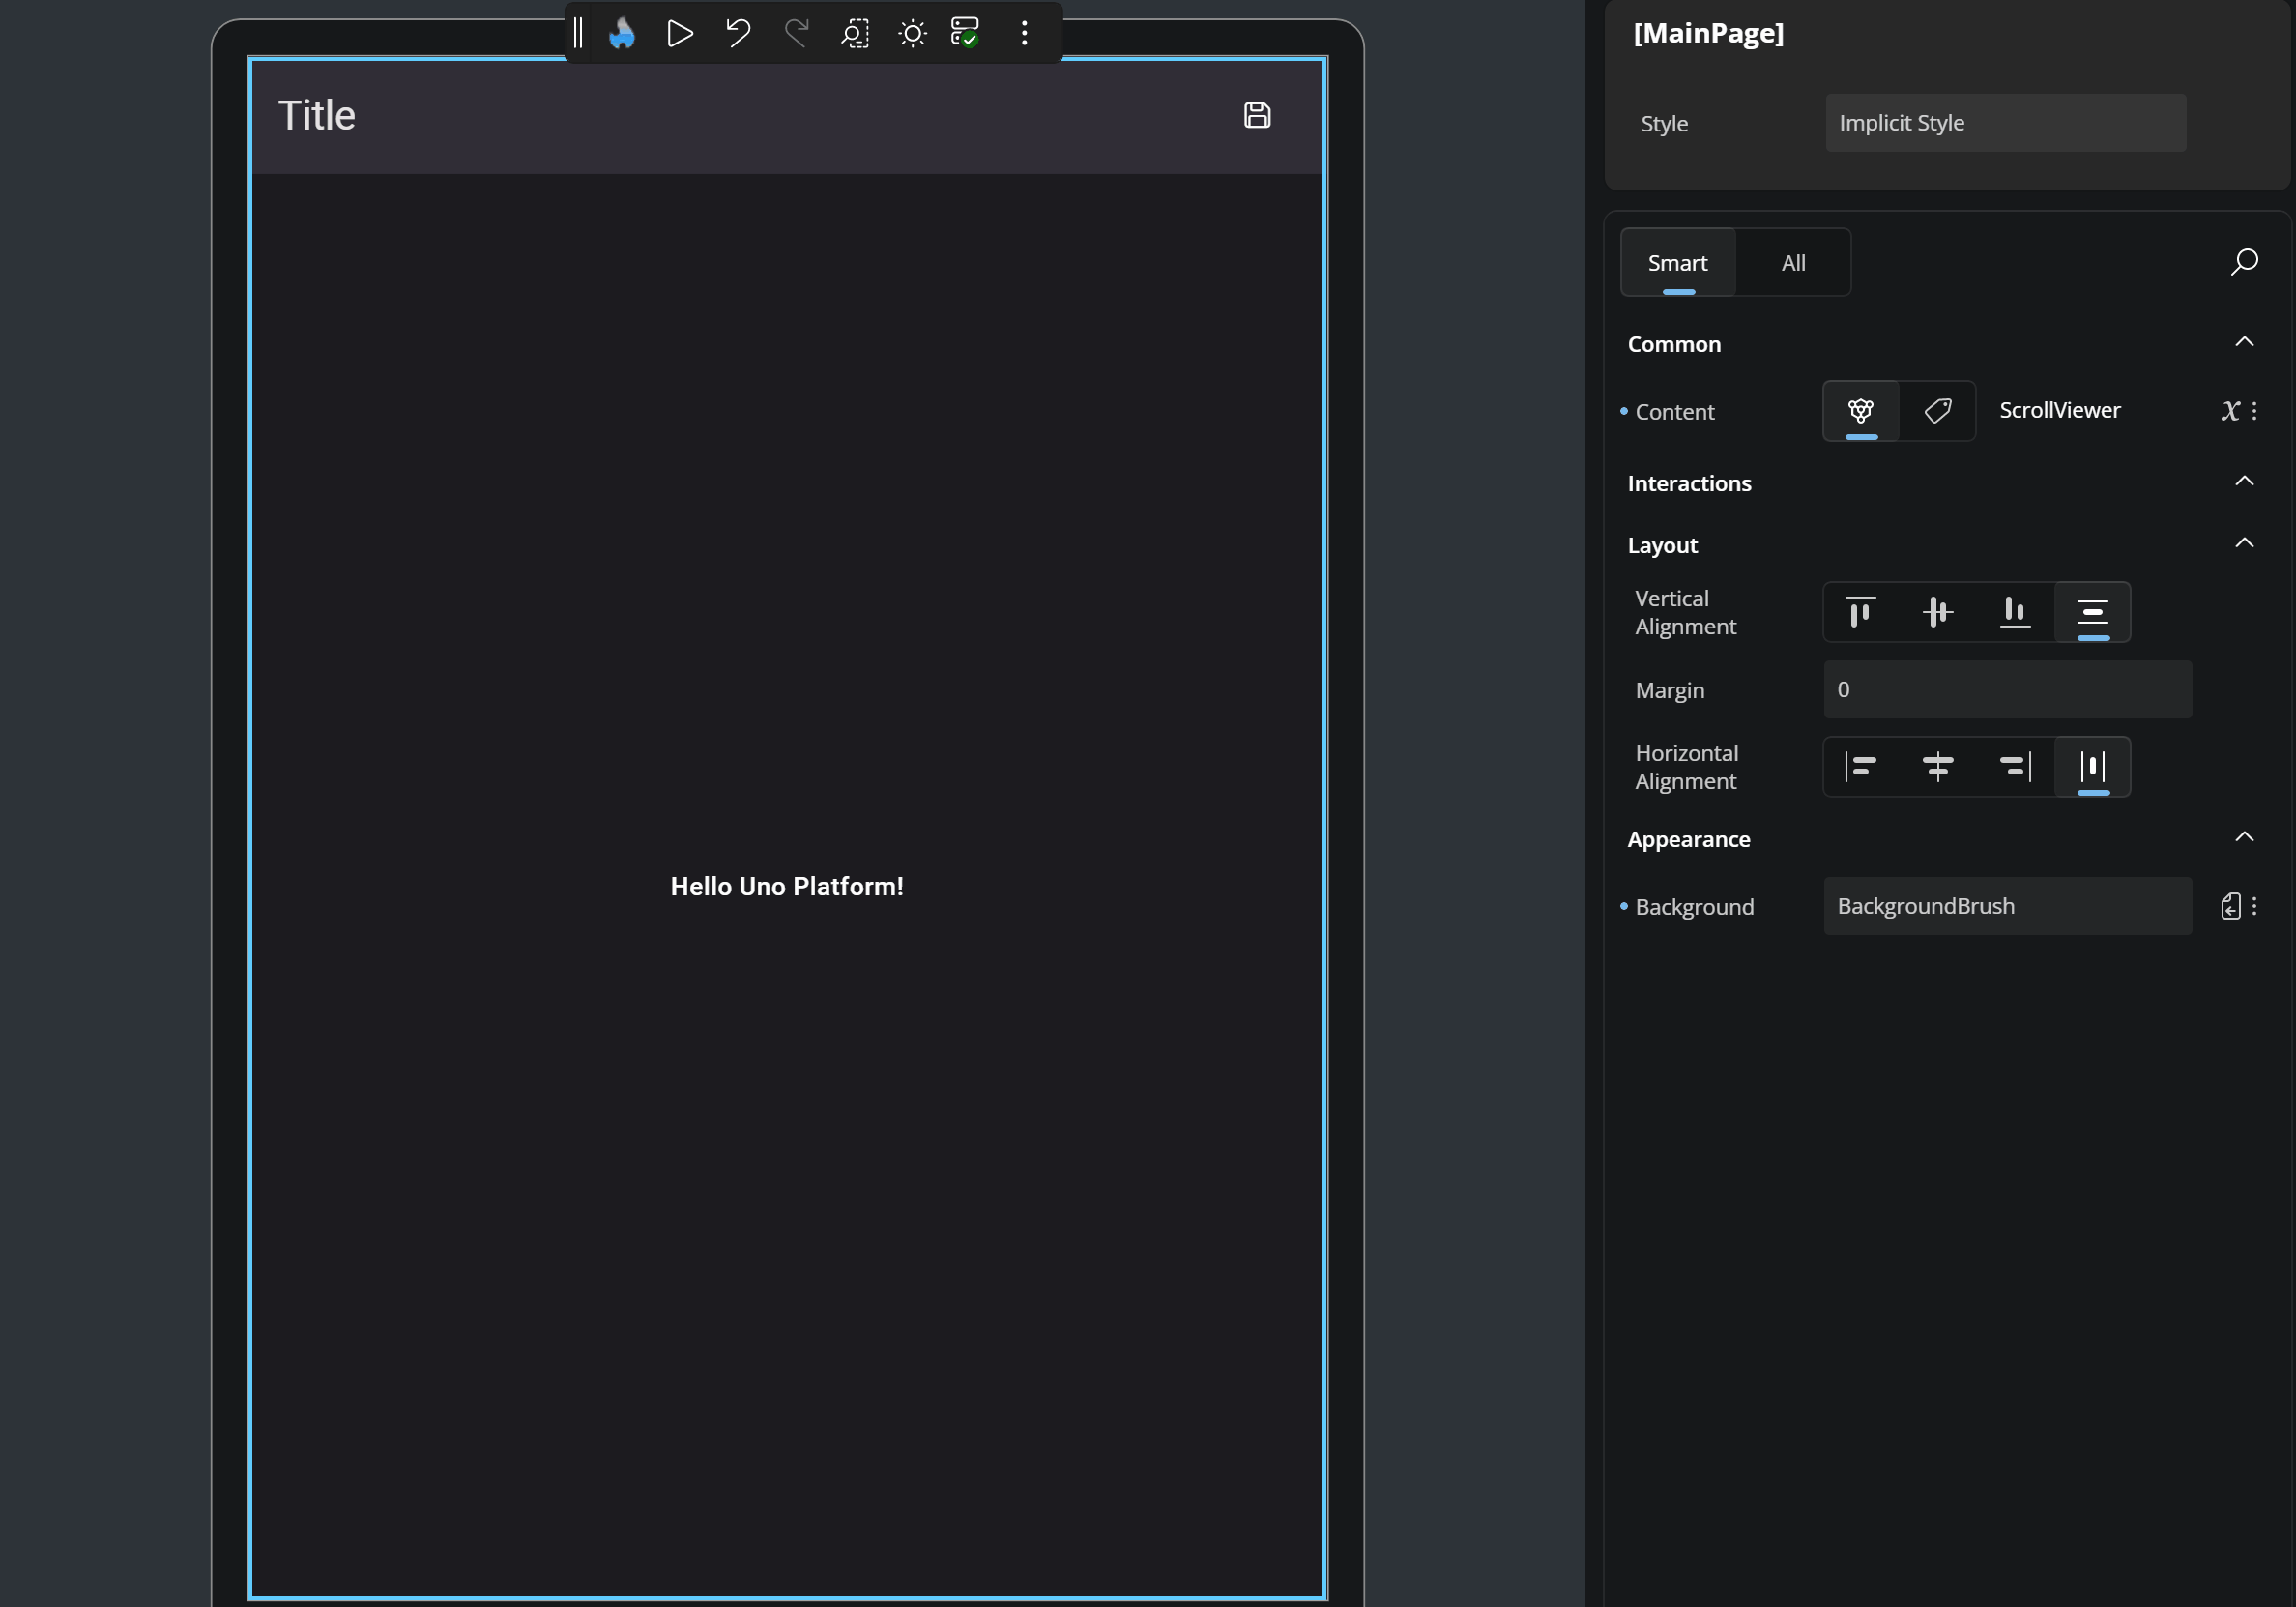 Title
Hello Uno Platform!
[MainPage]
Style
Implicit Style
Smart
All
Common
Content
ScrollViewer
Interactions
Layout
Vertical
Alignment
Margin
0
Horizontal
Alignment
Appearance
Background
BackgroundBrush